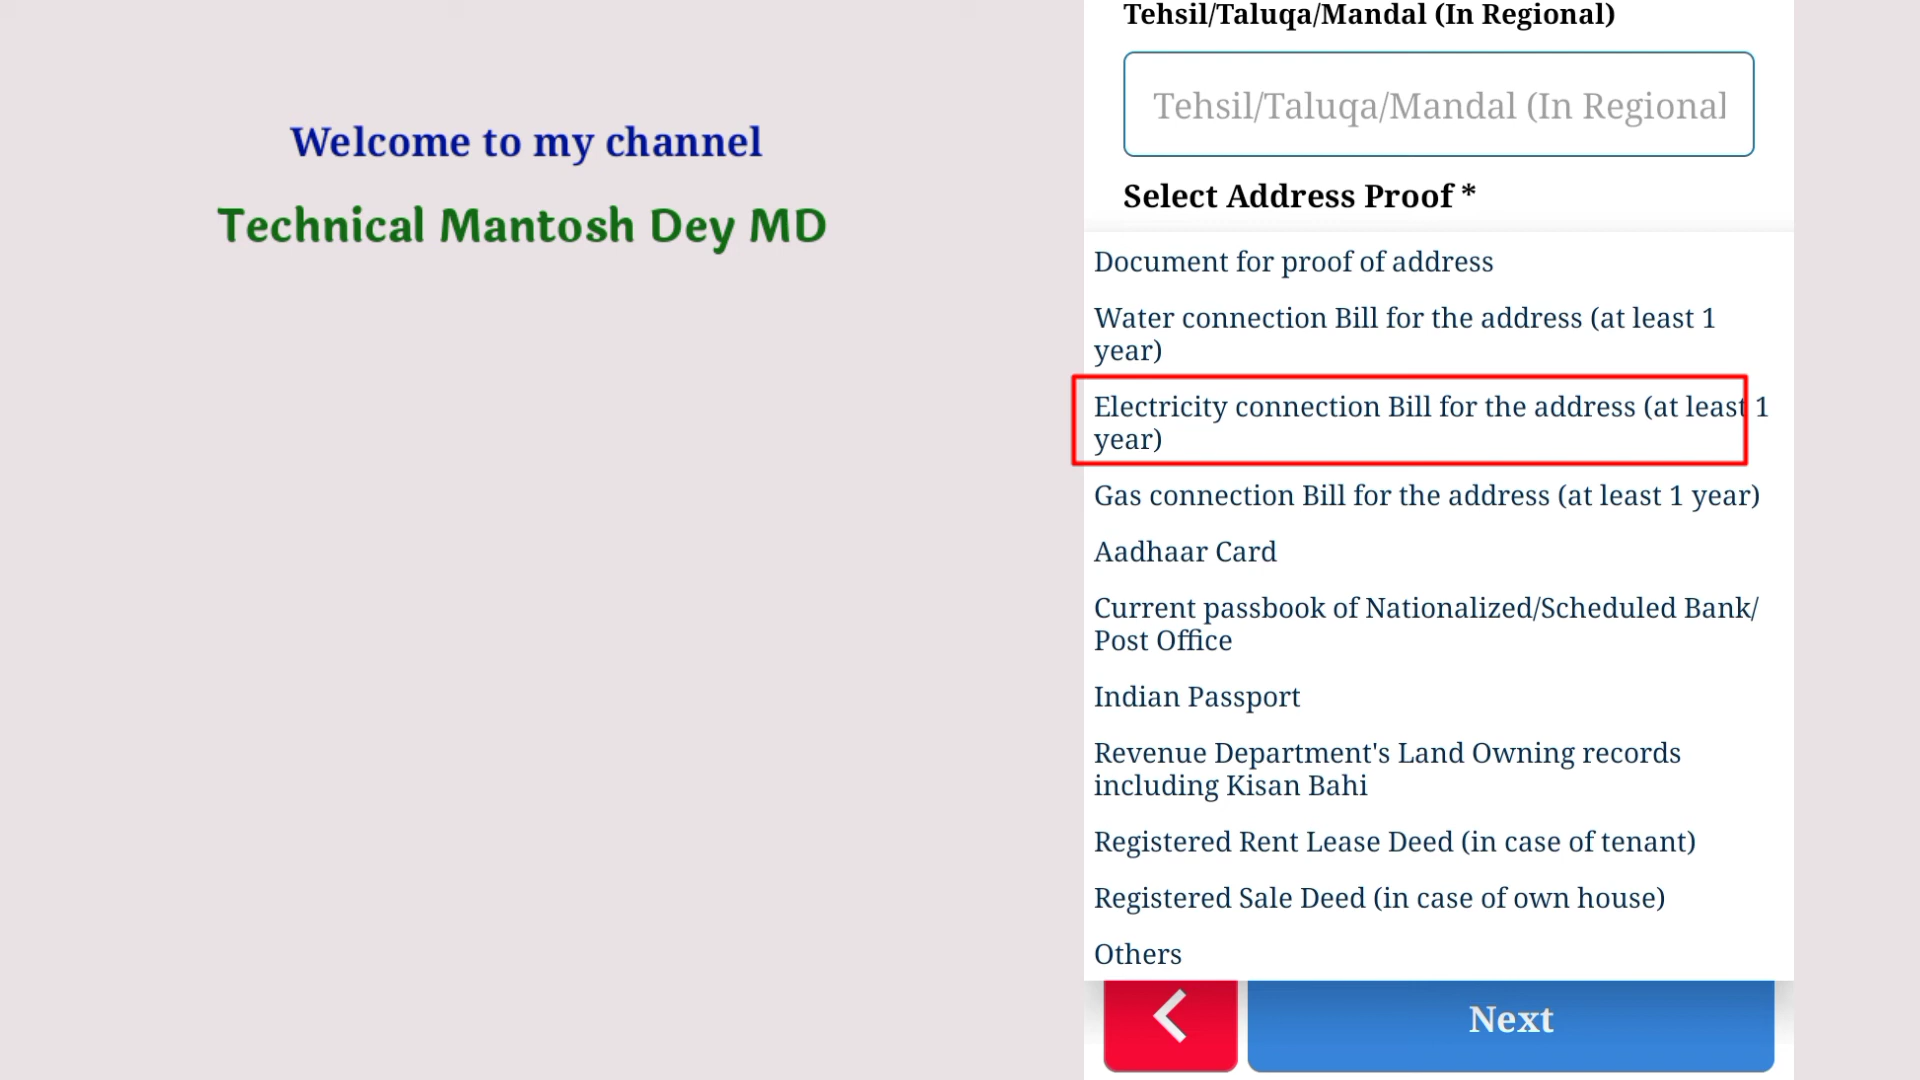 Welcome to my channel
Technical Mantosh Dey MD
Tehsil/Taluqa/Mandal (In Regional)
Tehsil/Taluqa/Mandal (In Regional
Select Address Proof *
Document for proof of address
Water connection Bill for the address (at least 1
year)
Electricity connection Bill for the address (at least 1
year)
Gas connection Bill for the address (at least 1 year)
Aadhaar Card
Current passbook of Nationalized/Scheduled Bank/
Post Office
Indian Passport
Revenue Department's Land Owning records
including Kisan Bahi
Registered Rent Lease Deed (in case of tenant)
Registered Sale Deed (in case of own house)
Others
Next